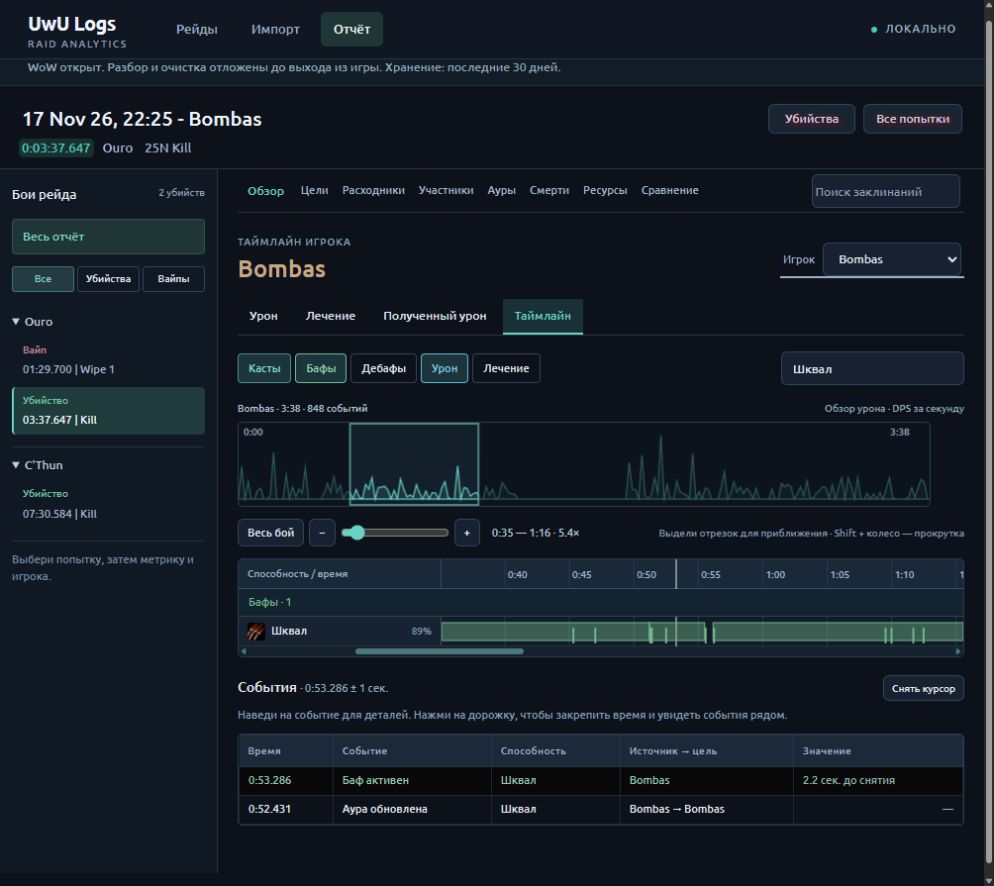 UwU Logs
RAID ANALYTICS
Рейды
Импорт
Отчёт
ЛОКАЛЬНО
WoW открыт. Разбор и очистка отложены до выхода из игры. Хранение: последние 30 дней.
17 Nov 26, 22:25 - Bombas
Убийства
Все попытки
0:03:37.647 Ouro 25N Kill
Бои рейда
2 убийств
Весь отчёт
Все
Убийства
Вайпы
▼ Ouro
Вайп
01:29.700 | Wipe 1
Убийство
03:37.647 | Kill
▼ C'Thun
Убийство
07:30.584 | Kill
Выбери попытку, затем метрику и
игрока.
Обзор
Цели
Расходники
Участники
Ауры
Смерти
Ресурсы
Сравнение
Поиск заклинаний
ТАЙМЛАЙН ИГРОКА
Bombas
Игрок
Bombas
Урон
Лечение
Полученный урон
Таймлайн
Касты
Бафы
Дебафы
Урон
Лечение
Шквал
Bombas · 3:38 · 848 событий
Обзор урона · DPS за секунду
0:00
3:38
Весь бой
−
+
0:35 — 1:16 · 5.4×
Выдели отрезок для приближения · Shift + колесо — прокрутка
Способность / время
0:40
0:45
0:50
0:55
1:00
1:05
1:10
1
Бафы · 1
Шквал
89%
События · 0:53.286 ± 1 сек.
Снять курсор
Наведи на событие для деталей. Нажми на дорожку, чтобы закрепить время и увидеть события рядом.
Время Событие Способность Источник → цель Значение
0:53.286 Баф активен Шквал Bombas 2.2 сек. до снятия
0:52.431 Аура обновлена Шквал Bombas → Bombas —